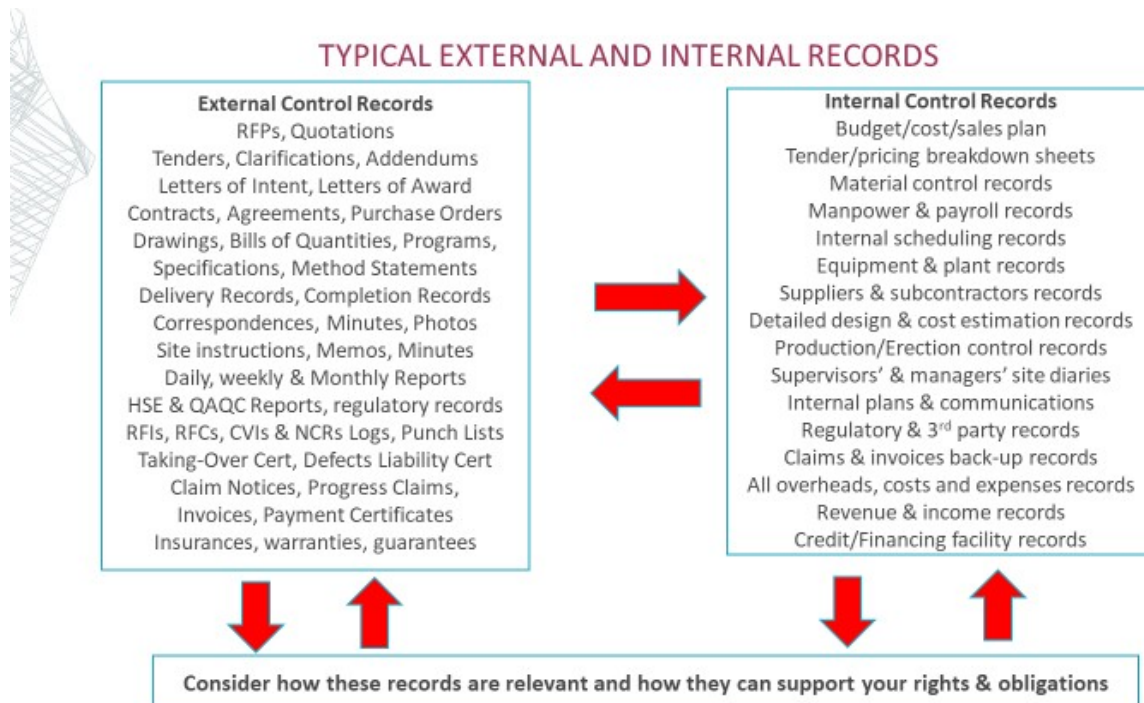 TYPICAL EXTERNAL AND INTERNAL RECORDS
External Control Records
RFPs, Quotations
Tenders, Clarifications, Addendums
Letters of Intent, Letters of Award
Contracts, Agreements, Purchase Orders
Drawings, Bills of Quantities, Programs,
Specifications, Method Statements
Delivery Records, Completion Records
Correspondences, Minutes, Photos
Site instructions, Memos, Minutes
Daily, weekly & Monthly Reports
HSE & QAQC Reports, regulatory records
RFIs, RFCs, CVIs & NCRs Logs, Punch Lists
Taking-Over Cert, Defects Liability Cert
Claim Notices, Progress Claims,
Invoices, Payment Certificates
Insurances, warranties, guarantees
Internal Control Records
Budget/cost/sales plan
Tender/pricing breakdown sheets
Material control records
Manpower & payroll records
Internal scheduling records
Equipment & plant records
Suppliers & subcontractors records
Detailed design & cost estimation records
Production/Erection control records
Supervisors’ & managers’ site diaries
Internal plans & communications
Regulatory & 3rd party records
Claims & invoices back-up records
All overheads, costs and expenses records
Revenue & income records
Credit/Financing facility records
Consider how these records are relevant and how they can support your rights & obligations